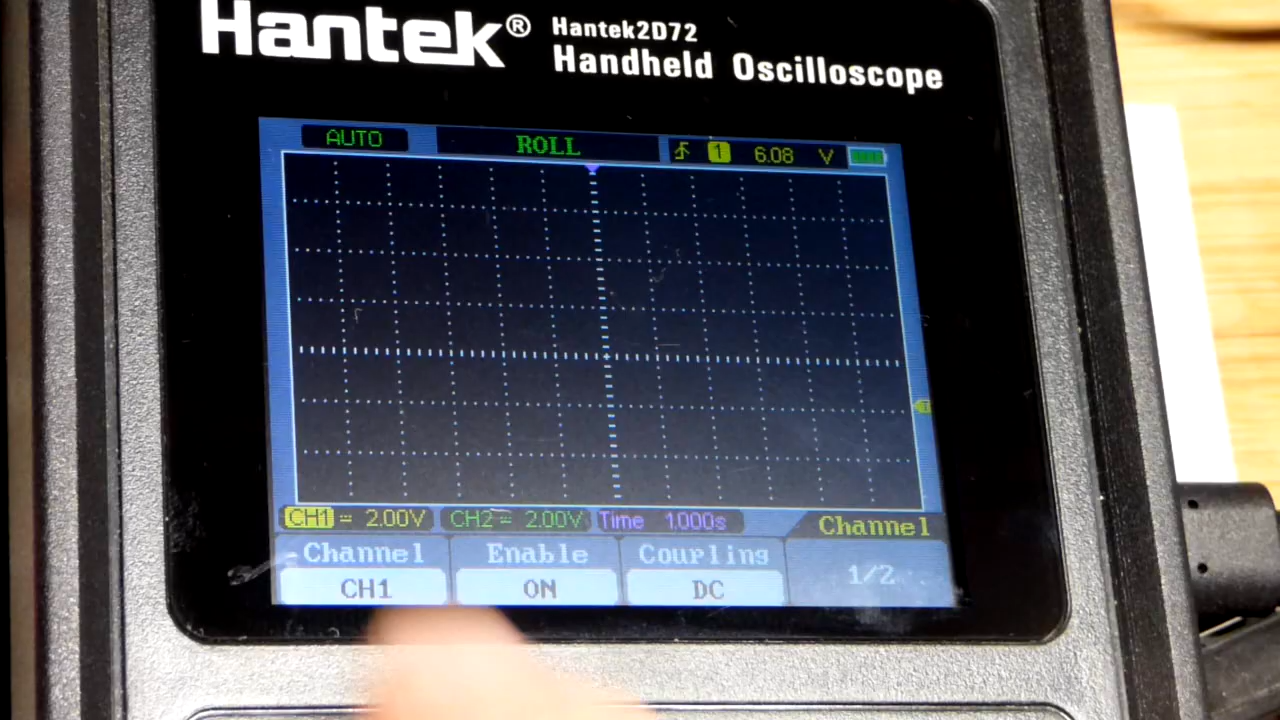 Hantek® Hantek2D72
Handheld Oscilloscope
AUTO ROLL 1 6.08 V
CH1 = 2.00V CH2 = 2.00V Time 1.000s Channel
Channel Enable Coupling 1/2
CH1 ON DC